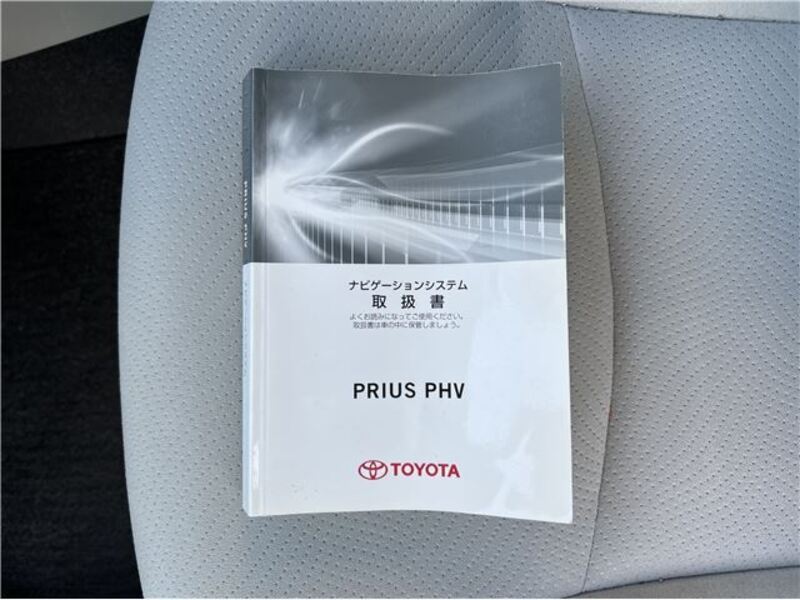 ナビゲーションシステム
取扱書
よくお読みになってご使用ください。
取扱書は車の中に保管しましょう。
PRIUS PHV
TOYOTA
PRIUS PHV